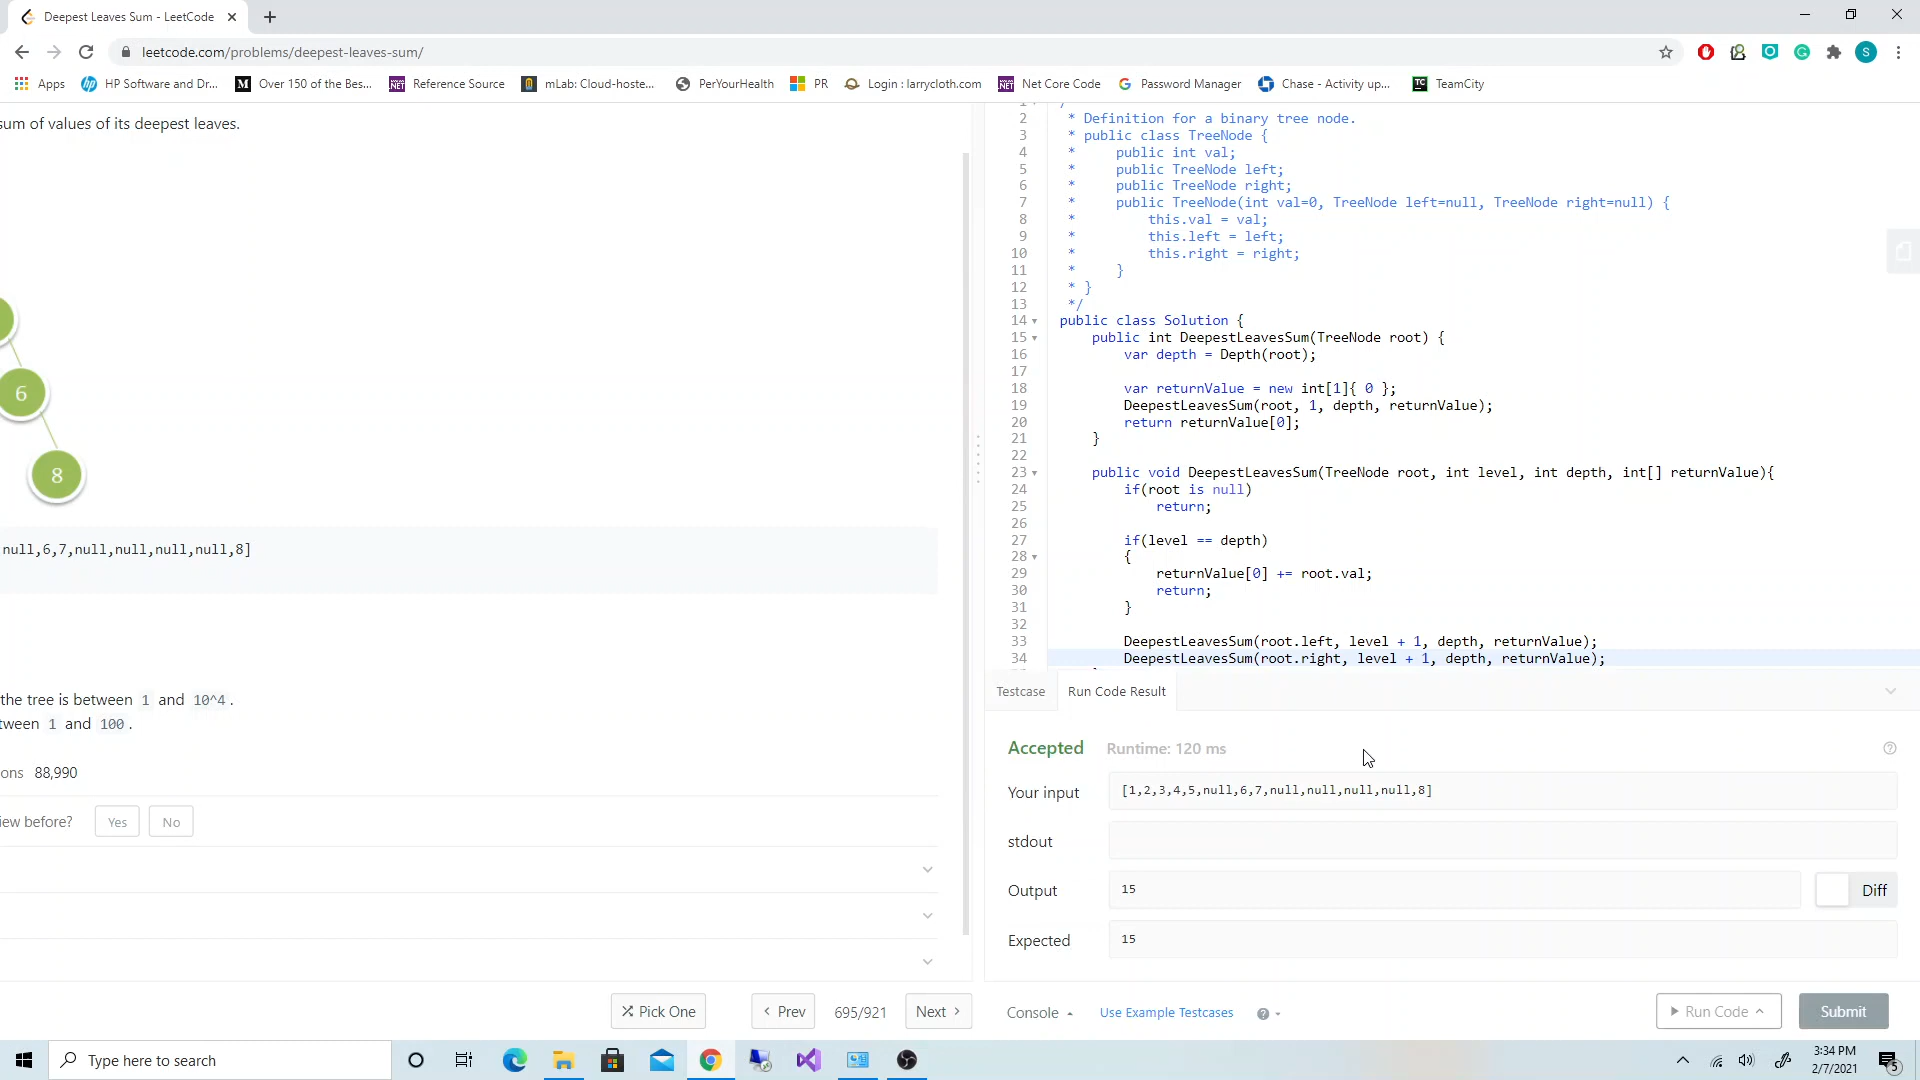 Deepest Leaves Sum - LeetCode
leetcode.com/problems/deepest-leaves-sum/
S
Apps
HP Software and Dr...
M Over 150 of the Bes...
.NET Reference Source
mLab: Cloud-hoste...
PerYourHealth
PR
Login : larrycloth.com
.NET Net Core Code
G Password Manager
Chase - Activity up...
TC TeamCity
sum of values of its deepest leaves.
6
8
null,6,7,null,null,null,null,8]
the tree is between 1 and 10^4.
tween 1 and 100.
ons 88,990
iew before? Yes No
Pick One
Prev
695/921
Next
1 /
2 * Definition for a binary tree node.
3 * public class TreeNode {
4 * public int val;
5 * public TreeNode left;
6 * public TreeNode right;
7 * public TreeNode(int val=0, TreeNode left=null, TreeNode right=null) {
8 * this.val = val;
9 * this.left = left;
10 * this.right = right;
11 * }
12 * }
13 */
14 public class Solution {
15 public int DeepestLeavesSum(TreeNode root) {
16 var depth = Depth(root);
17
18 var returnValue = new int[1]{ 0 };
19 DeepestLeavesSum(root, 1, depth, returnValue);
20 return returnValue[0];
21 }
22
23 public void DeepestLeavesSum(TreeNode root, int level, int depth, int[] returnValue){
24 if(root is null)
25 return;
26
27 if(level == depth)
28 {
29 returnValue[0] += root.val;
30 return;
31 }
32
33 DeepestLeavesSum(root.left, level + 1, depth, returnValue);
34 DeepestLeavesSum(root.right, level + 1, depth, returnValue);
Testcase Run Code Result
Accepted Runtime: 120 ms
Your input [1,2,3,4,5,null,6,7,null,null,null,null,8]
stdout
Output 15 Diff
Expected 15
Console Use Example Testcases Run Code Submit
Type here to search
3:34 PM
2/7/2021
5